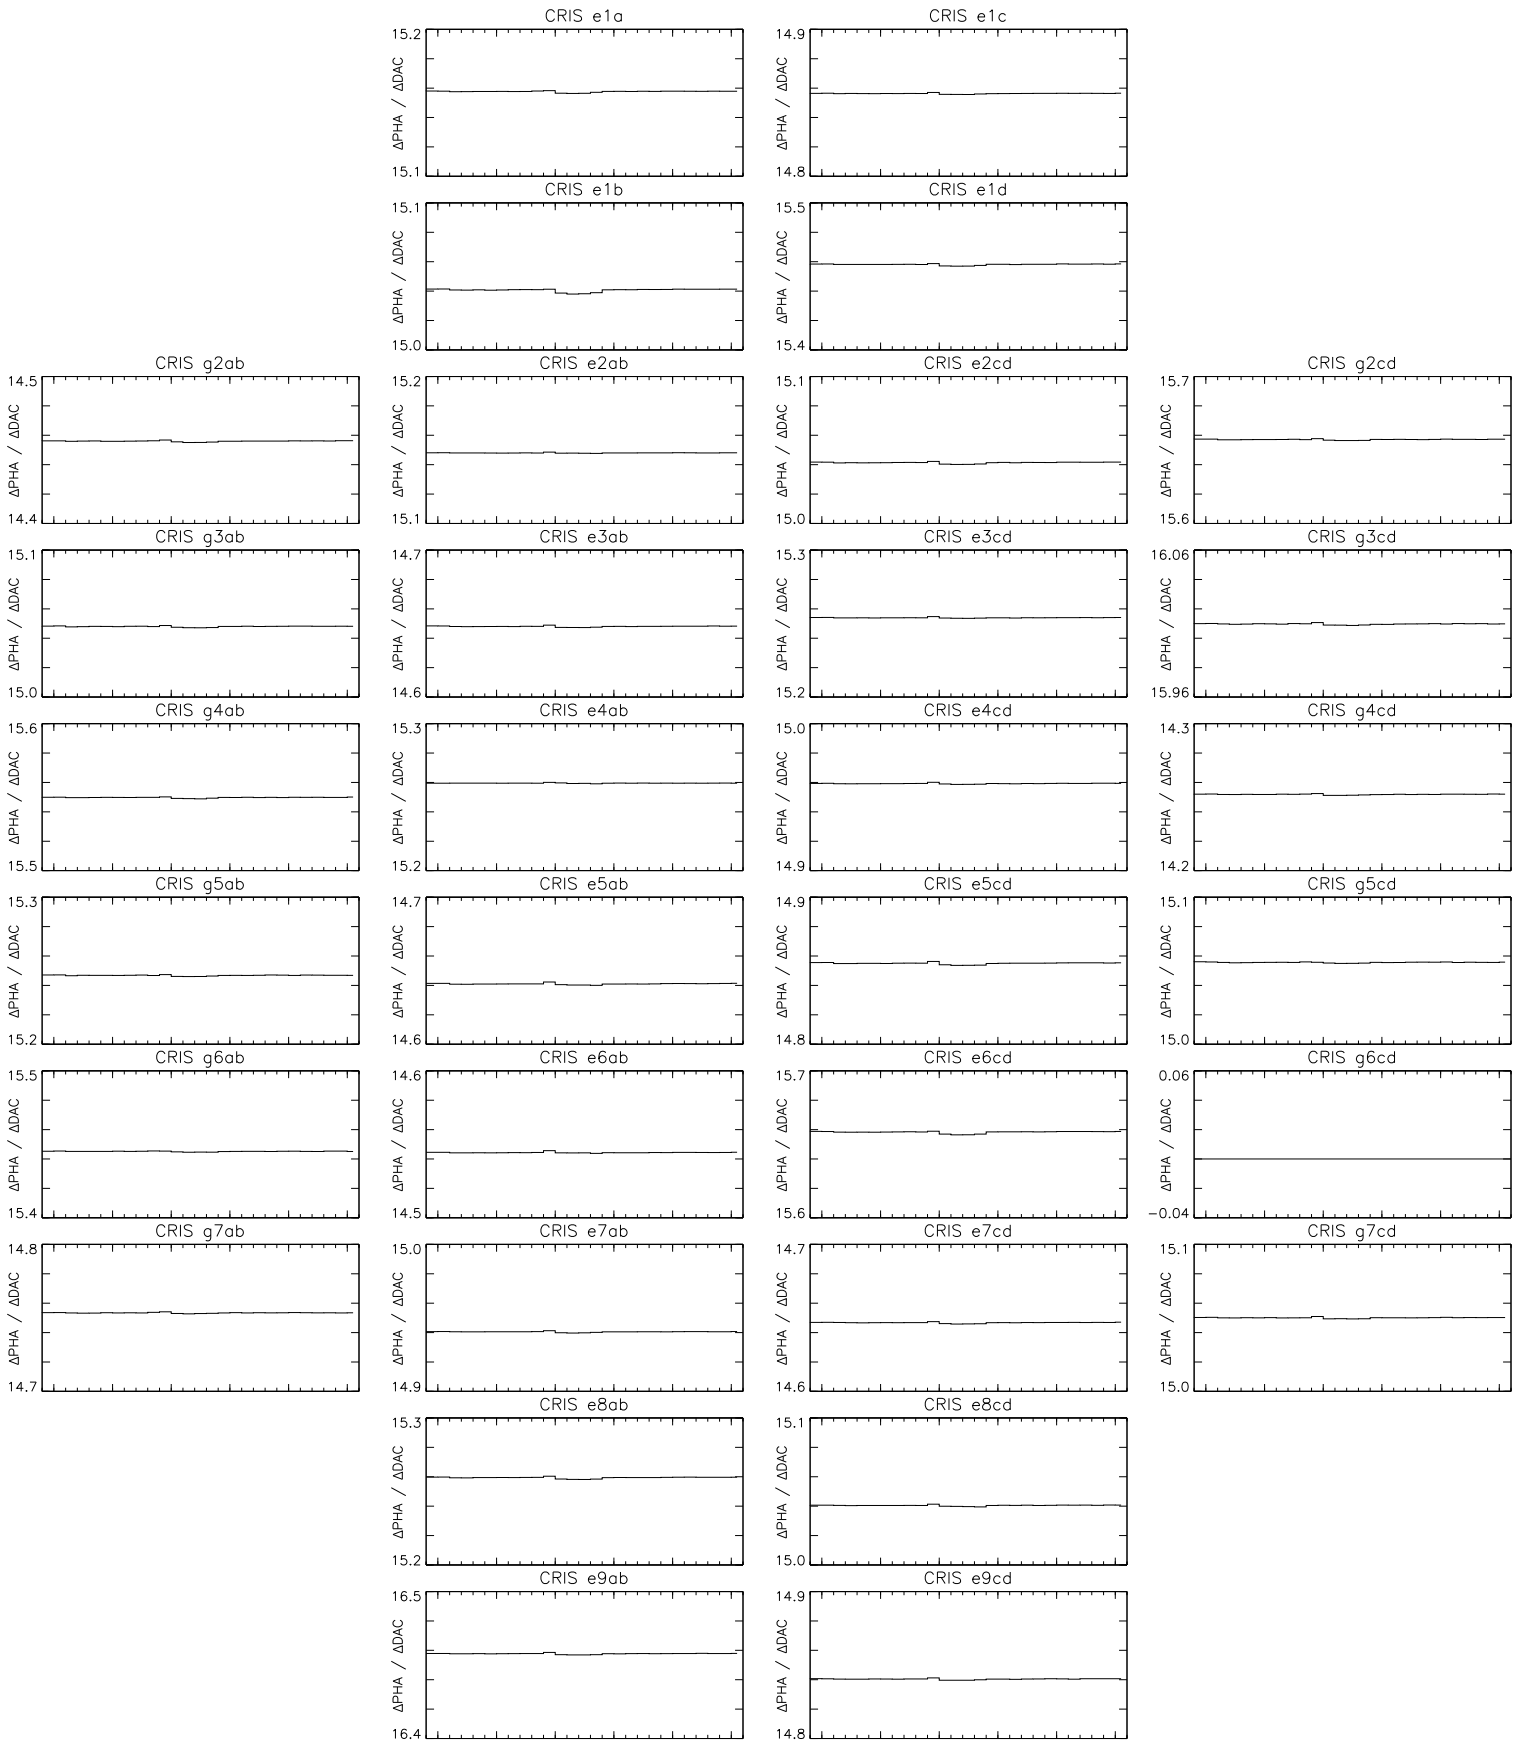 CRIS e1a
CRIS e1c
15.2
ΔPHA / ΔDAC
15.1
14.9
ΔPHA / ΔDAC
14.8
CRIS e1b
CRIS e1d
15.1
ΔPHA / ΔDAC
15.0
15.5
ΔPHA / ΔDAC
15.4
CRIS g2ab
CRIS e2ab
CRIS e2cd
CRIS g2cd
14.5
ΔPHA / ΔDAC
14.4
15.2
ΔPHA / ΔDAC
15.1
15.1
ΔPHA / ΔDAC
15.0
15.7
ΔPHA / ΔDAC
15.6
CRIS g3ab
CRIS e3ab
CRIS e3cd
CRIS g3cd
15.1
ΔPHA / ΔDAC
15.0
14.7
ΔPHA / ΔDAC
14.6
15.3
ΔPHA / ΔDAC
15.2
16.06
ΔPHA / ΔDAC
15.96
CRIS g4ab
CRIS e4ab
CRIS e4cd
CRIS g4cd
15.6
ΔPHA / ΔDAC
15.5
15.3
ΔPHA / ΔDAC
15.2
15.0
ΔPHA / ΔDAC
14.9
14.3
ΔPHA / ΔDAC
14.2
CRIS g5ab
CRIS e5ab
CRIS e5cd
CRIS g5cd
15.3
ΔPHA / ΔDAC
15.2
14.7
ΔPHA / ΔDAC
14.6
14.9
ΔPHA / ΔDAC
14.8
15.1
ΔPHA / ΔDAC
15.0
CRIS g6ab
CRIS e6ab
CRIS e6cd
CRIS g6cd
15.5
ΔPHA / ΔDAC
15.4
14.6
ΔPHA / ΔDAC
14.5
15.7
ΔPHA / ΔDAC
15.6
0.06
ΔPHA / ΔDAC
−0.04
CRIS g7ab
CRIS e7ab
CRIS e7cd
CRIS g7cd
14.8
ΔPHA / ΔDAC
14.7
15.0
ΔPHA / ΔDAC
14.9
14.7
ΔPHA / ΔDAC
14.6
15.1
ΔPHA / ΔDAC
15.0
CRIS e8ab
CRIS e8cd
15.3
ΔPHA / ΔDAC
15.2
15.1
ΔPHA / ΔDAC
15.0
CRIS e9ab
CRIS e9cd
16.5
ΔPHA / ΔDAC
16.4
14.9
ΔPHA / ΔDAC
14.8